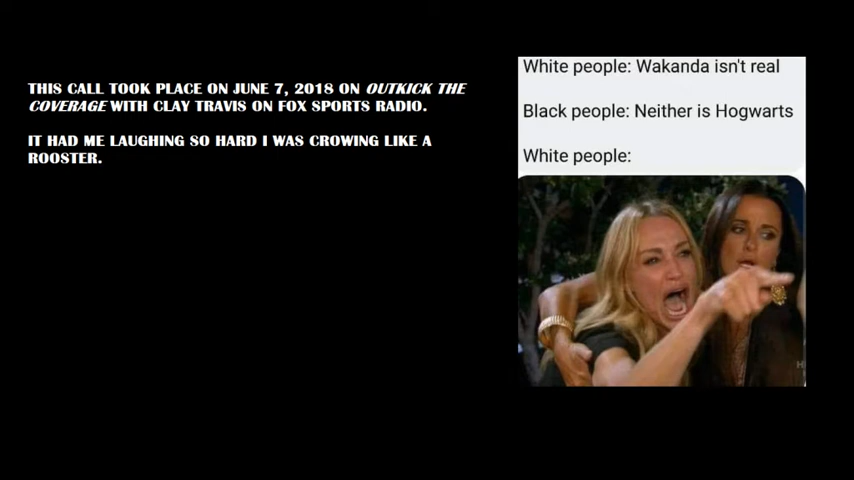 THIS CALL TOOK PLACE ON JUNE 7, 2018 ON OUTKICK THE
COVERAGE WITH CLAY TRAVIS ON FOX SPORTS RADIO.
IT HAD ME LAUGHING SO HARD I WAS CROWING LIKE A
ROOSTER.
White people: Wakanda isn't real
Black people: Neither is Hogwarts
White people: